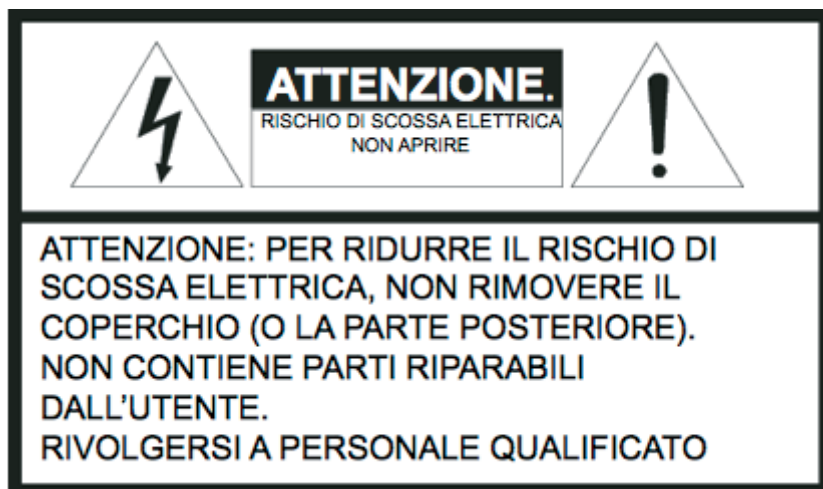 ATTENZIONE.
RISCHIO DI SCOSSA ELETTRICA
NON APRIRE
ATTENZIONE: PER RIDURRE IL RISCHIO DI
SCOSSA ELETTRICA, NON RIMOVERE IL
COPERCHIO (O LA PARTE POSTERIORE).
NON CONTIENE PARTI RIPARABILI
DALL'UTENTE.
RIVOLGERSI A PERSONALE QUALIFICATO